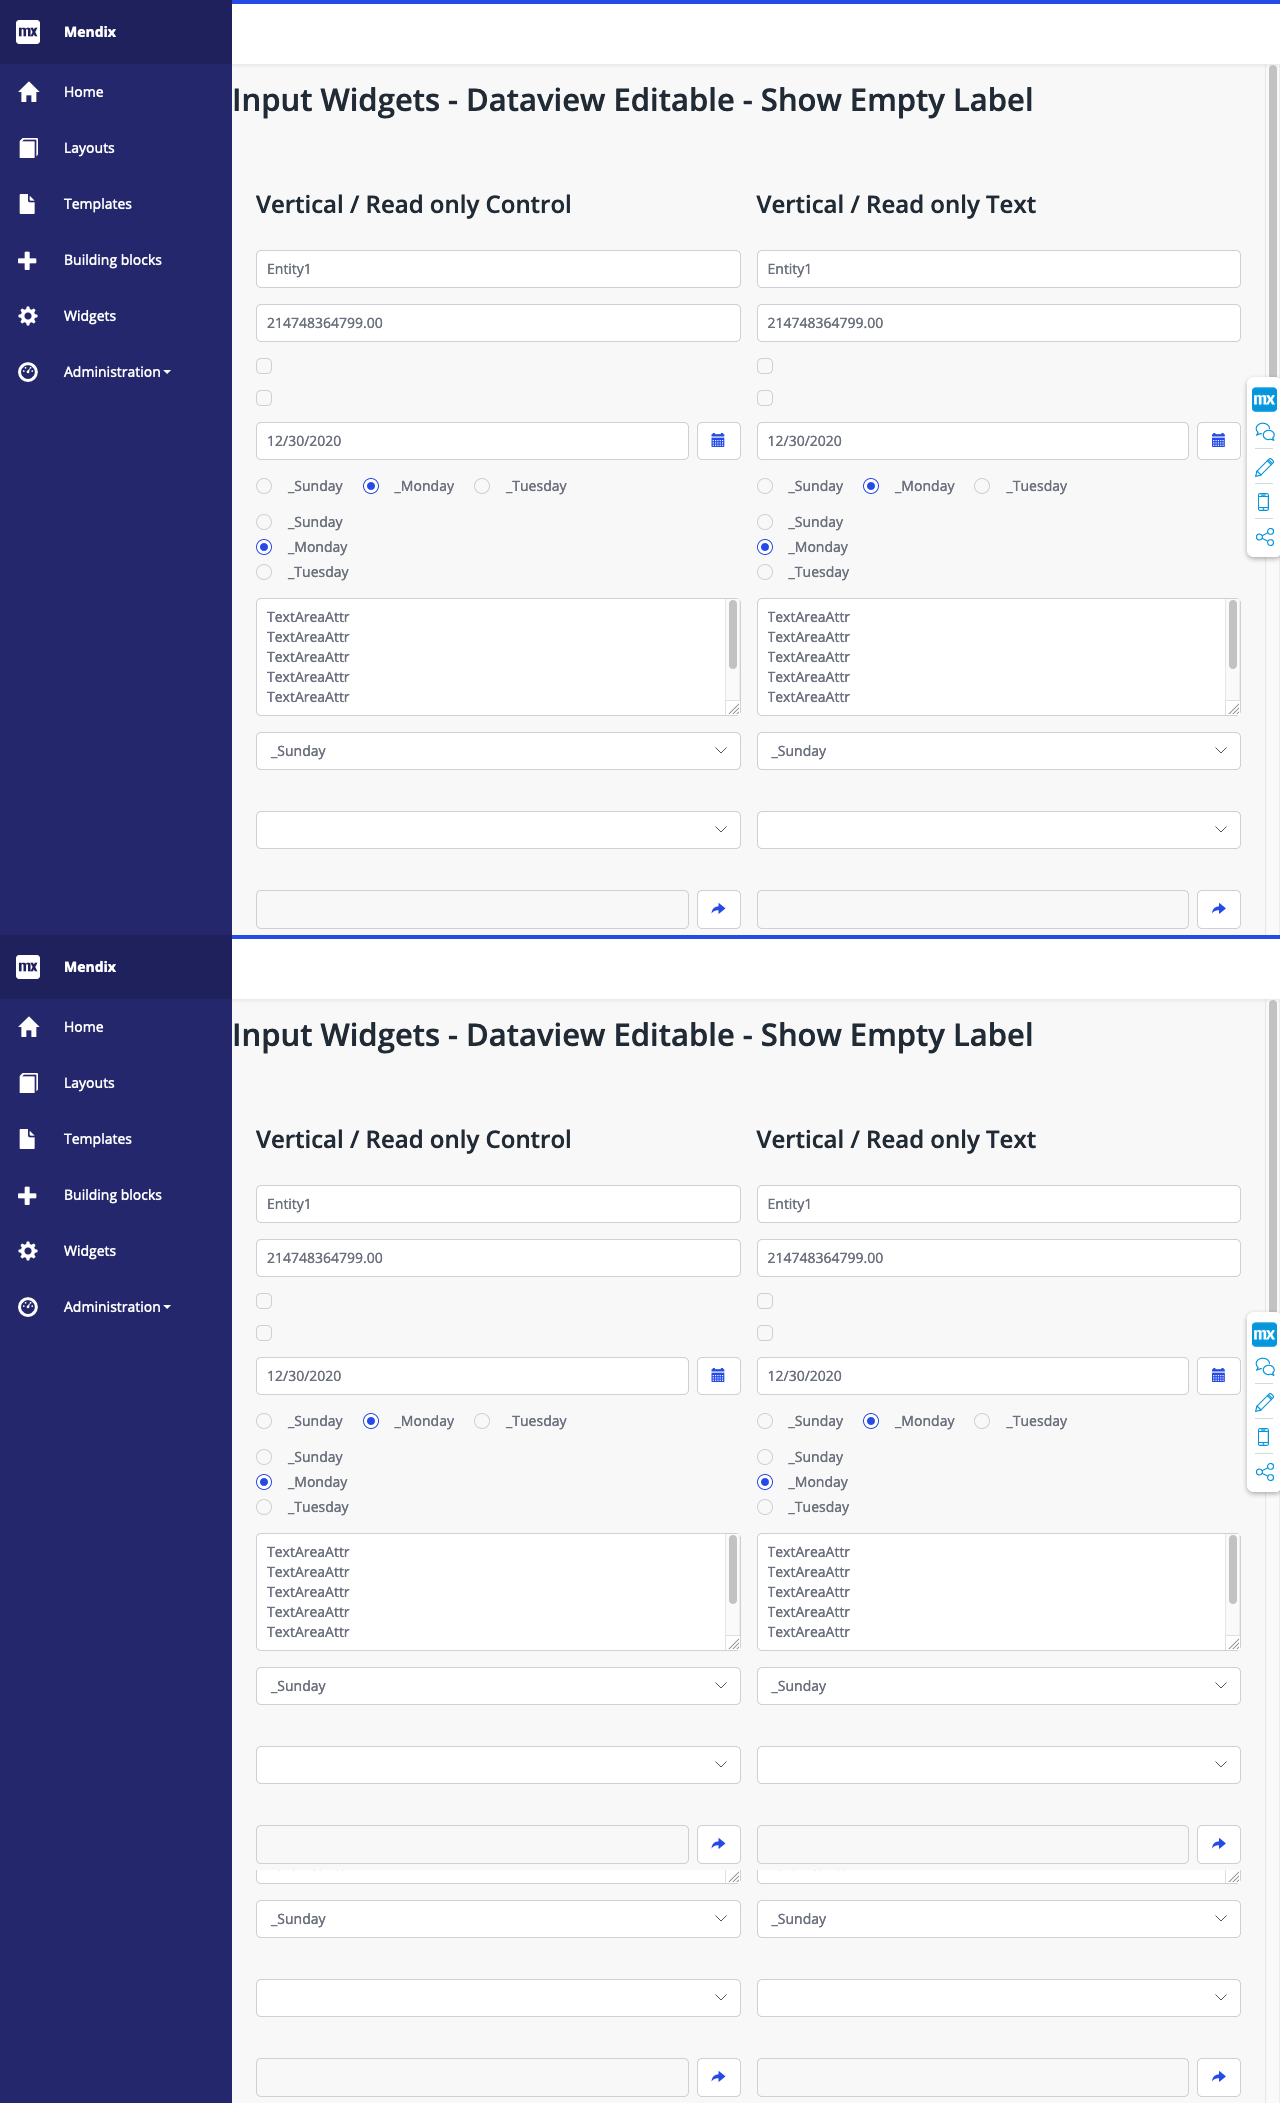 mx Mendix
Home
Layouts
Templates
Building blocks
Widgets
Administration
Input Widgets - Dataview Editable - Show Empty Label
Vertical / Read only Control
Entity1
214748364799.00
12/30/2020
_Sunday _Monday _Tuesday
_Sunday
_Monday
_Tuesday
TextAreaAttr
TextAreaAttr
TextAreaAttr
TextAreaAttr
TextAreaAttr
_Sunday
Vertical / Read only Text
Entity1
214748364799.00
12/30/2020
_Sunday _Monday _Tuesday
_Sunday
_Monday
_Tuesday
TextAreaAttr
TextAreaAttr
TextAreaAttr
TextAreaAttr
TextAreaAttr
_Sunday
mx
mx Mendix
Home
Layouts
Templates
Building blocks
Widgets
Administration
Input Widgets - Dataview Editable - Show Empty Label
Vertical / Read only Control
Entity1
214748364799.00
12/30/2020
_Sunday _Monday _Tuesday
_Sunday
_Monday
_Tuesday
TextAreaAttr
TextAreaAttr
TextAreaAttr
TextAreaAttr
TextAreaAttr
_Sunday
Vertical / Read only Text
Entity1
214748364799.00
12/30/2020
_Sunday _Monday _Tuesday
_Sunday
_Monday
_Tuesday
TextAreaAttr
TextAreaAttr
TextAreaAttr
TextAreaAttr
TextAreaAttr
_Sunday
mx
_Sunday
_Sunday